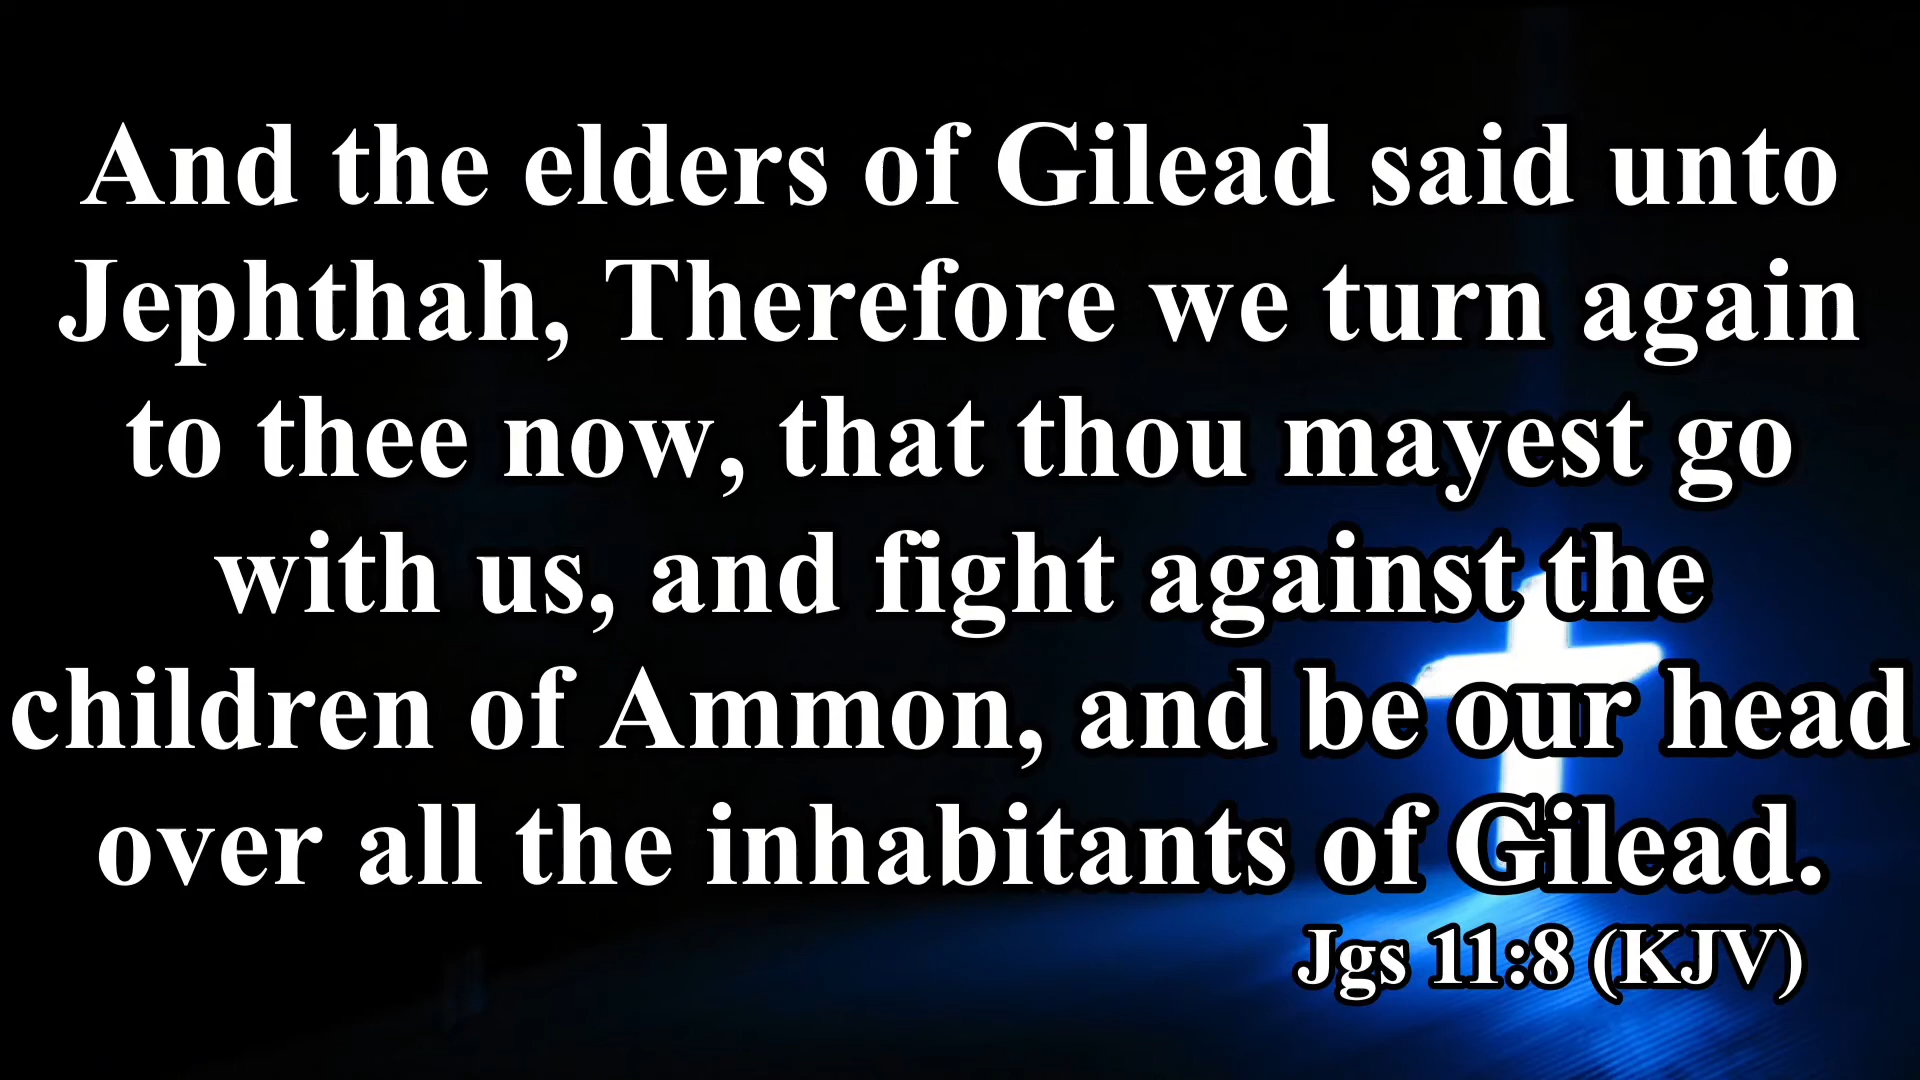 And the elders of Gilead said unto
Jephthah, Therefore we turn again
to thee now, that thou mayest go
with us, and fight against the
children of Ammon, and be our head
over all the inhabitants of Gilead.
Jgs 11:8 (KJV)